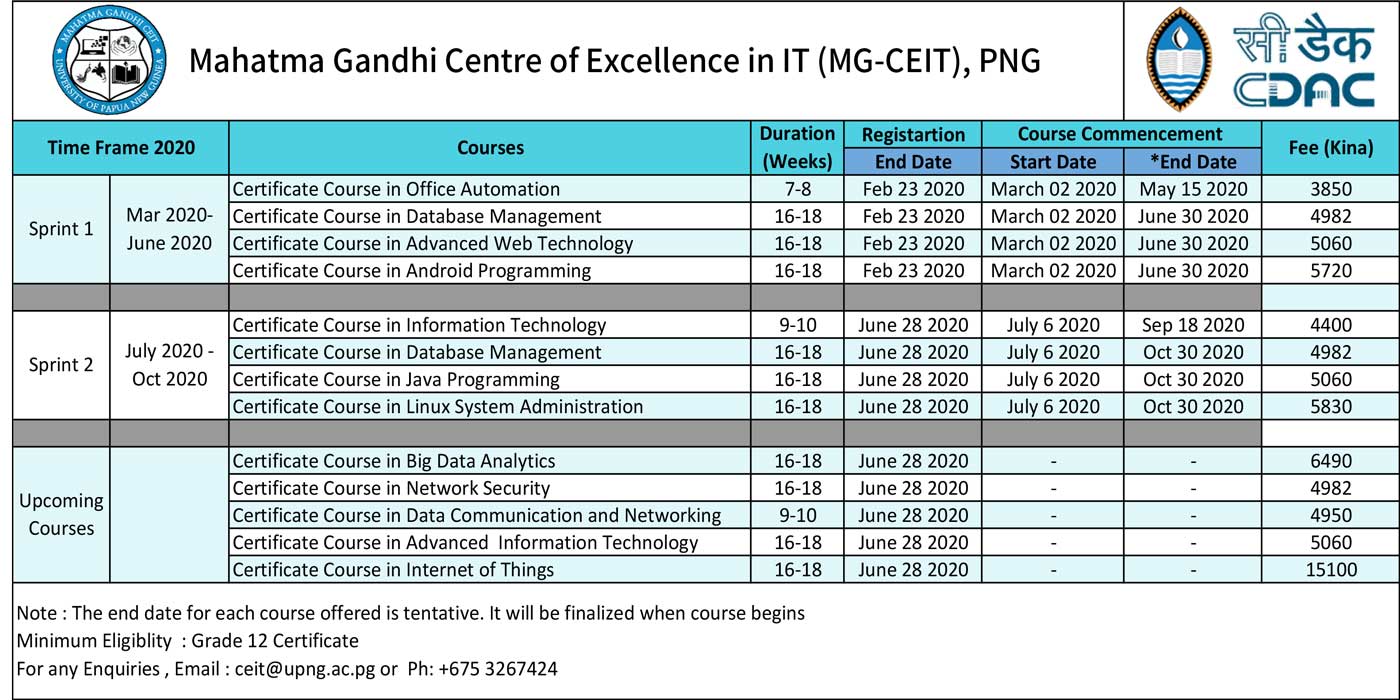 MAHATMA GANDHI CEIT
UNIVERSITY OF PAPUA NEW GUINEA
Mahatma Gandhi Centre of Excellence in IT (MG-CEIT), PNG
सी डैक
CDAC
Time Frame 2020 Courses Duration (Weeks) Registartion End Date Course Commencement Start Date *End Date Fee (Kina)
Sprint 1 Mar 2020- June 2020
Certificate Course in Office Automation 7-8 Feb 23 2020 March 02 2020 May 15 2020 3850
Certificate Course in Database Management 16-18 Feb 23 2020 March 02 2020 June 30 2020 4982
Certificate Course in Advanced Web Technology 16-18 Feb 23 2020 March 02 2020 June 30 2020 5060
Certificate Course in Android Programming 16-18 Feb 23 2020 March 02 2020 June 30 2020 5720
Sprint 2 July 2020 - Oct 2020
Certificate Course in Information Technology 9-10 June 28 2020 July 6 2020 Sep 18 2020 4400
Certificate Course in Database Management 16-18 June 28 2020 July 6 2020 Oct 30 2020 4982
Certificate Course in Java Programming 16-18 June 28 2020 July 6 2020 Oct 30 2020 5060
Certificate Course in Linux System Administration 16-18 June 28 2020 July 6 2020 Oct 30 2020 5830
Upcoming Courses
Certificate Course in Big Data Analytics 16-18 June 28 2020 - - 6490
Certificate Course in Network Security 16-18 June 28 2020 - - 4982
Certificate Course in Data Communication and Networking 9-10 June 28 2020 - - 4950
Certificate Course in Advanced Information Technology 16-18 June 28 2020 - - 5060
Certificate Course in Internet of Things 16-18 June 28 2020 - - 15100
Note : The end date for each course offered is tentative. It will be finalized when course begins
Minimum Eligiblity : Grade 12 Certificate
For any Enquiries , Email : ceit@upng.ac.pg or Ph: +675 3267424